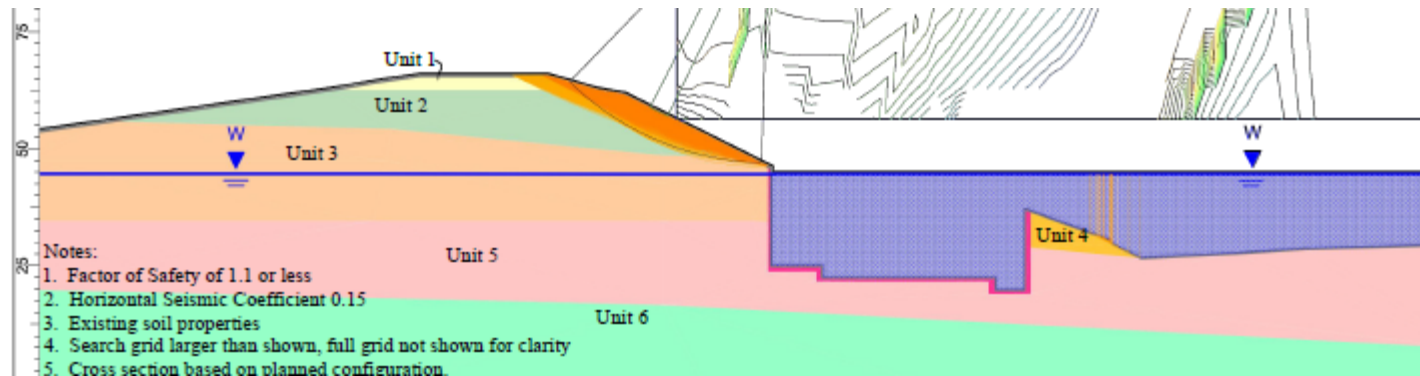 75
Unit 1
Unit 2
50
W
W
Unit 3
Unit 4
25
Unit 5
Notes:
1. Factor of Safety of 1.1 or less
2. Horizontal Seismic Coefficient 0.15
Unit 6
3. Existing soil properties
4. Search grid larger than shown, full grid not shown for clarity
5. Cross section based on planned configuration.